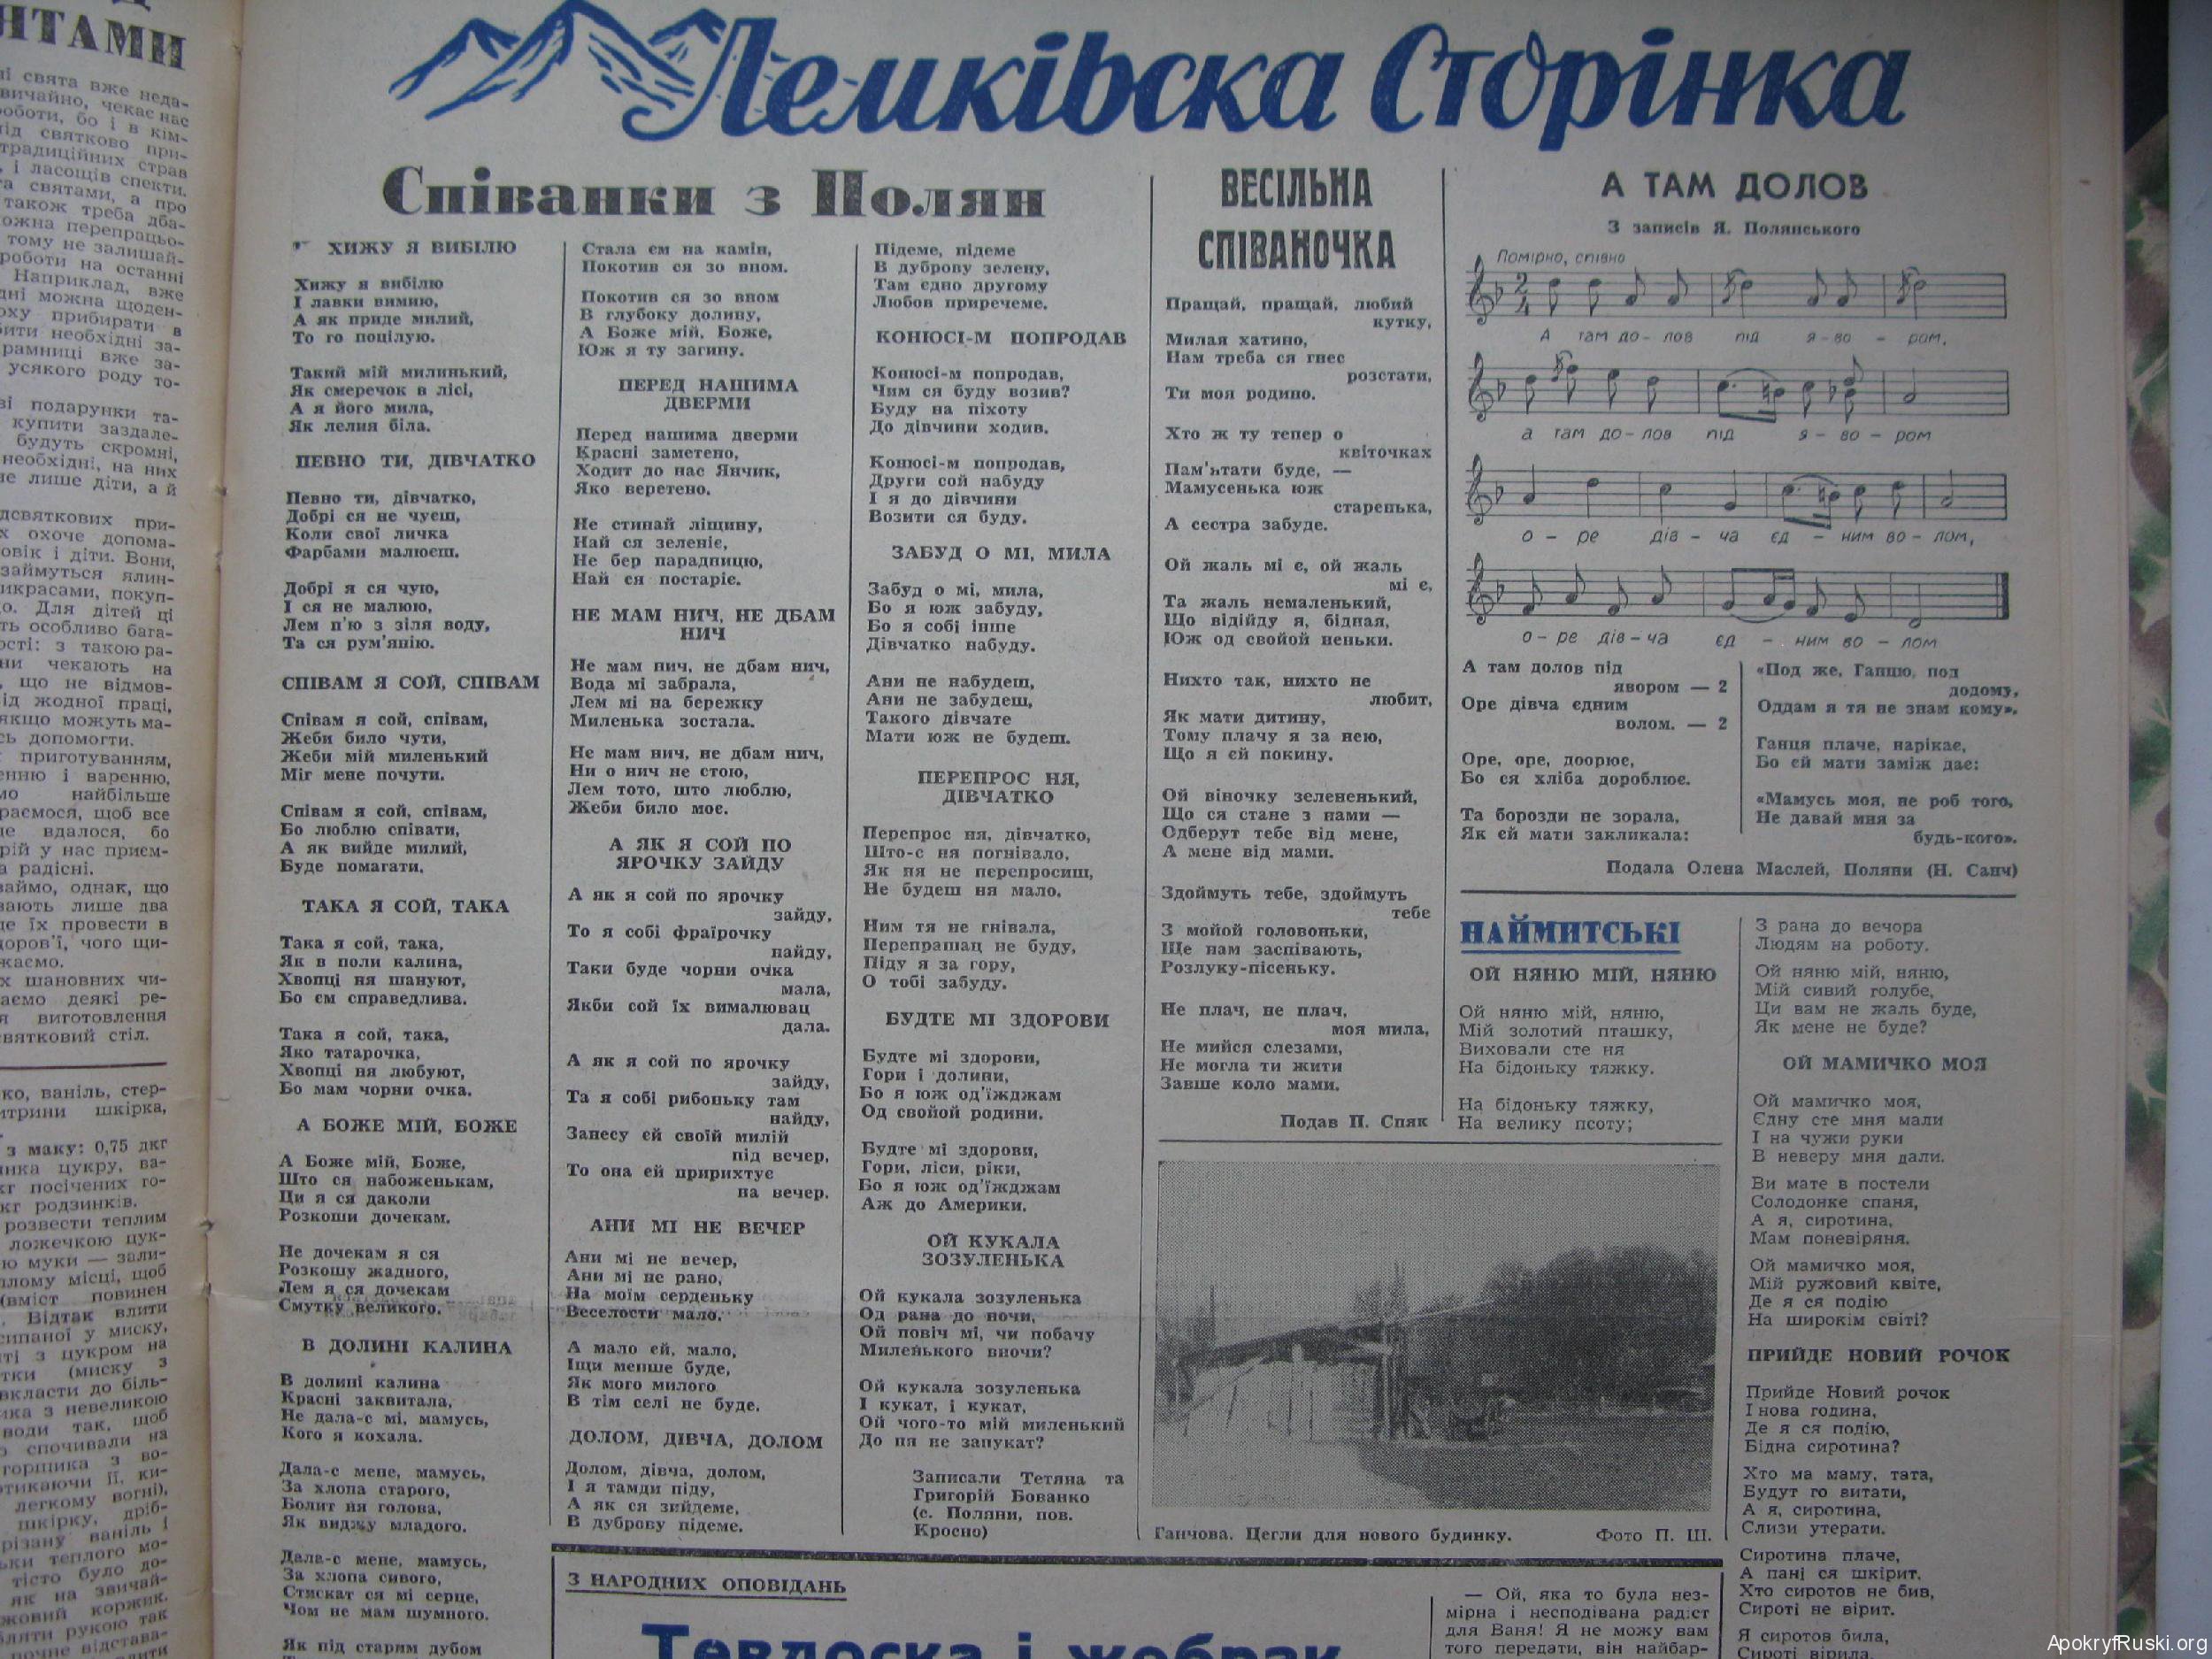 ЯТАМИ
Лемківска Сторінка
Співанки з Полян
ХИЖУ Я ВИБІЛЮ
Хижу я вибілю
І лавки вимию,
А як приде милий,
То го поцілую.
Такий мій милинький,
Як смеречок в лісі,
А я його мила,
Як лелия біла.
ПЕВНО ТИ, ДІВЧАТКО
Певно ти, дівчатко,
Добрі ся не чуеш,
Коли свої личка
Фарбами малюєш.
Добрі я ся чую,
І ся не малюю,
Лем п'ю з зіля воду,
Та ся рум'яню.
СПІВАМ Я СОЙ, СПІВАМ
Співам я сой, співам,
Жеби било чути,
Жеби мій миленький
Міг мене почути.
Співам я сой, співам,
Бо люблю співати,
А як вийде милий,
Буде помагати.
ТАКА Я СОЙ, ТАКА
Така я сой, така,
Як в поли калина,
Хвопці ня шануют,
Бо єм справедлива.
Така я сой, така,
Яко татарочка,
Хвопці ня любуют,
Бо мам чорни очка.
А БОЖЕ МІЙ, БОЖЕ
А Боже мій, Боже,
Што ся набоженькам,
Ци я ся даколи
Розкоши дочекам.
Не дочекам я ся
Розкошу жадного,
Лем я ся дочекам
Смутку великого.
В ДОЛИНІ КАЛИНА
В долині калина
Красні заквитала,
Не дала-с мі, мамусь,
Кого я кохала.
Дала-с мене, мамусь,
За хлопа старого,
Болит ня голова,
Як виджу младого.
Дала-с мене, мамусь,
За хлопа сивого,
Стискат ся мі серце,
Чом не мам шумного.
Як під старим дубом
Стала єм на камін,
Покотив ся зо вном.
Покотив ся зо вном
В глубоку долину,
А Боже мій, Боже,
Юж я ту загину.
ПЕРЕД НАШИМА
ДВЕРМИ
Перед нашима дверми
Красні заметено,
Ходит до нас Янчик,
Яко веретено.
Не стинай ліщину,
Най ся зеленіє,
Не бер парадницю,
Най ся постаріє.
НЕ МАМ НИЧ, НЕ ДБАМ
НИЧ
Не мам нич, не дбам нич,
Вода мі забрала,
Лем мі на бережку
Миленька зостала.
Не мам нич, не дбам нич,
Ни о нич не стою,
Лем тото, што люблю,
Жеби било моє.
А ЯК Я СОЙ ПО
ЯРОЧКУ ЗАЙДУ
А як я сой по ярочку
зайду,
То я собі фраїрочку
найду,
Таки буде чорни очка
мала,
Якби сой їх вималювац
дала.
А як я сой по ярочку
зайду,
Та я собі рибоньку там
найду,
Занесу єй своїй милій
під вечер,
То она ей пририхтує
на вечер.
АНИ МІ НЕ ВЕЧЕР
Ани мі не вечер,
Ани мі не рано,
На моїм серденьку
Веселости мало.
А мало ей, мало,
Іщи менше буде,
Як мого милого
В тім селі не буде.
ДОЛОМ, ДІВЧА, ДОЛОМ
Долом, дівча, долом,
І я тамди піду,
А як ся зийдеме,
В дуброву підеме.
Підеме, підеме
В дуброву зелену,
Там єдно другому
Любов приречеме.
КОНЮСІ-М ПОПРОДАВ
Конюсі-м попродав,
Чим ся буду возив?
Буду на піхоту
До дівчини ходив.
Конюсі-м попродав,
Други сой набуду
І я до дівчини
Возити ся буду.
ЗАБУД О МІ, МИЛА
Забуд о мі, мила,
Бо я юж забуду,
Бо я собі інше
Дівчатко набуду.
Ани не набудеш,
Ани не забудеш,
Такого дівчате
Мати юж не будеш.
ПЕРЕПРОС НЯ,
ДІВЧАТКО
Перепрос ня, дівчатко,
Што-с ня погнівало,
Як ня не перепросиш,
Не будеш ня мало.
Ним тя не гнівала,
Перепрашац не буду,
Піду я за гору,
О тобі забуду.
БУДТЕ МІ ЗДОРОВИ
Будте мі здорови,
Гори і долини,
Бо я юж од'їжджам
Од свойой родини.
Будте мі здорови,
Гори, ліси, ріки,
Бо я юж од'їжджам
Аж до Америки.
ОЙ КУКАЛА
ЗОЗУЛЕНЬКА
Ой кукала зозуленька
Од рана до ночи,
Ой повіч мі, чи побачу
Миленького вночи?
Ой кукала зозуленька
І кукат, і кукат,
Ой чого-то мій миленький
До ня не запукат?
Записали Тетяна та
Григорій Бованко
(с. Поляни, пов.
Кросно)
ВЕСІЛЬНА
СПІВАНОЧКА
Пращай, пращай, любий
кутку,
Милая хатино,
Нам треба ся гнес
розстати,
Ти моя родино.
Хто ж ту тепер о
квіточках
Пам'ятати буде, —
Мамусенька юж
старенька,
А сестра забуде.
Ой жаль мі є, ой жаль
мі є,
Та жаль немаленький,
Що відійду я, бідная,
Юж од свойой неньки.
Нихто так, нихто не
любит,
Як мати дитину,
Тому плачу я за нею,
Що я єй покину.
Ой віночку зелененький,
Що ся стане з нами —
Одберут тебе від мене,
А мене від мами.
Здоймуть тебе, здоймуть
тебе
З мойой головоньки,
Ще нам заспівають,
Розлуку-пісеньку.
Не плач, не плач,
моя мила,
Не мийся слезами,
Не могла ти жити
Завше коло мами.
Подав П. Спяк
А ТАМ ДОЛОВ
З записів Я. Полянського
Помірно, співно
А там до- лов під я-во - ром,
а там до-лов під я- во - ром
о - ре дів - ча єд - ним во - лом,
о - ре дів - ча єд - ним во - лом
А там долов під
явором — 2
Оре дівча єдним
волом. — 2
Оре, оре, доорює,
Бо ся хліба дороблює.
Та борозди не зорала,
Як єй мати закликала:
«Под же, Ганцю, под
додому,
Оддам я тя не знам кому».
Ганця плаче, нарікає,
Бо єй мати заміж дає:
«Мамусь моя, не роб того,
Не давай мня за
будь-кого».
Подала Олена Маслей, Поляни (Н. Санч)
НАЙМИТСЬКІ
ОЙ НЯНЮ МІЙ, НЯНЮ
Ой няню мій, няню,
Мій золотий пташку,
Виховали сте ня
На бідоньку тяжку.
На бідоньку тяжку,
На велику псоту;
З рана до вечора
Людям на роботу.
Ой няню мій, няню,
Мій сивий голубе,
Ци вам не жаль буде,
Як мене не буде?
ОЙ МАМИЧКО МОЯ
Ой мамичко моя,
Єдну сте мня мали
І на чужи руки
В неверу мня дали.
Ви мате в постели
Солодонке спаня,
А я, сиротина,
Мам поневіряня.
Ой мамичко моя,
Мій ружовий квіте,
Де я ся подію
На широкім світі?
ПРИЙДЕ НОВИЙ РОЧОК
Прийде Новий рочок
І нова година,
Де я ся подію,
Бідна сиротина?
Хто ма маму, тата,
Будут го витати,
А я, сиротина,
Слизи утерати.
Сиротина плаче,
А пані ся шкірит.
Хто сиротов не бив,
Сироті не вірит.
Я сиротов била,
Сироті вірила,
Ганчова. Цегли для нового будинку. Фото П. Ш.
З НАРОДНИХ ОПОВІДАНЬ
Тевдоска і жебрак
— Ой, яка то була нез-
мірна і несподівана радіст
для Ваня! Я не можу вам
того передати, він найбар-
ApokryfRuski.org